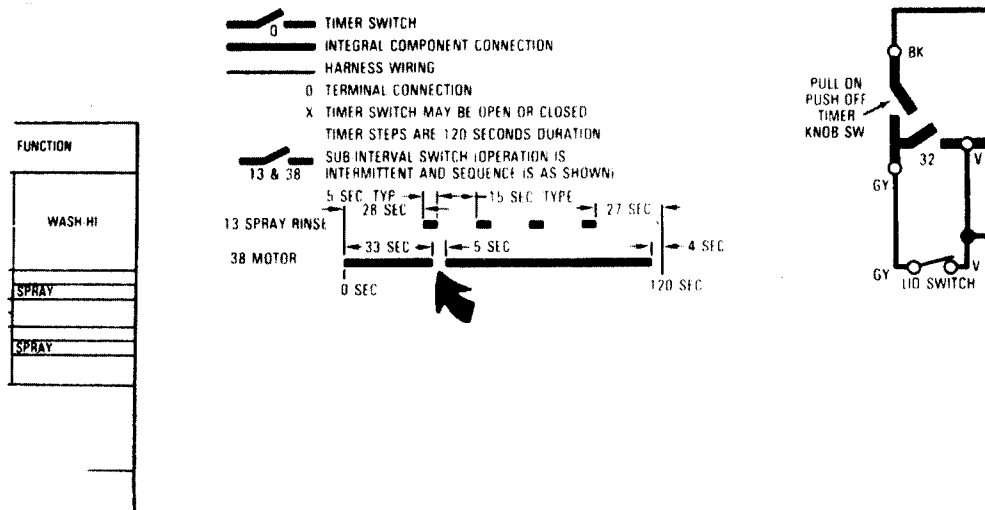 FUNCTION
WASH-HI
SPRAY
SPRAY
0 TIMER SWITCH
INTEGRAL COMPONENT CONNECTION
HARNESS WIRING
0 TERMINAL CONNECTION
X TIMER SWITCH MAY BE OPEN OR CLOSED
TIMER STEPS ARE 120 SECONDS DURATION
SUB INTERVAL SWITCH (OPERATION IS
13 & 38 INTERMITTENT AND SEQUENCE IS AS SHOWN)
5 SEC TYP 15 SEC TYPE
28 SEC 27 SEC
13 SPRAY RINSE
33 SEC 5 SEC 4 SEC
38 MOTOR
0 SEC 120 SEC
BK
PULL ON
PUSH OFF
TIMER
KNOB SW
32 V
GY
GY V
LID SWITCH